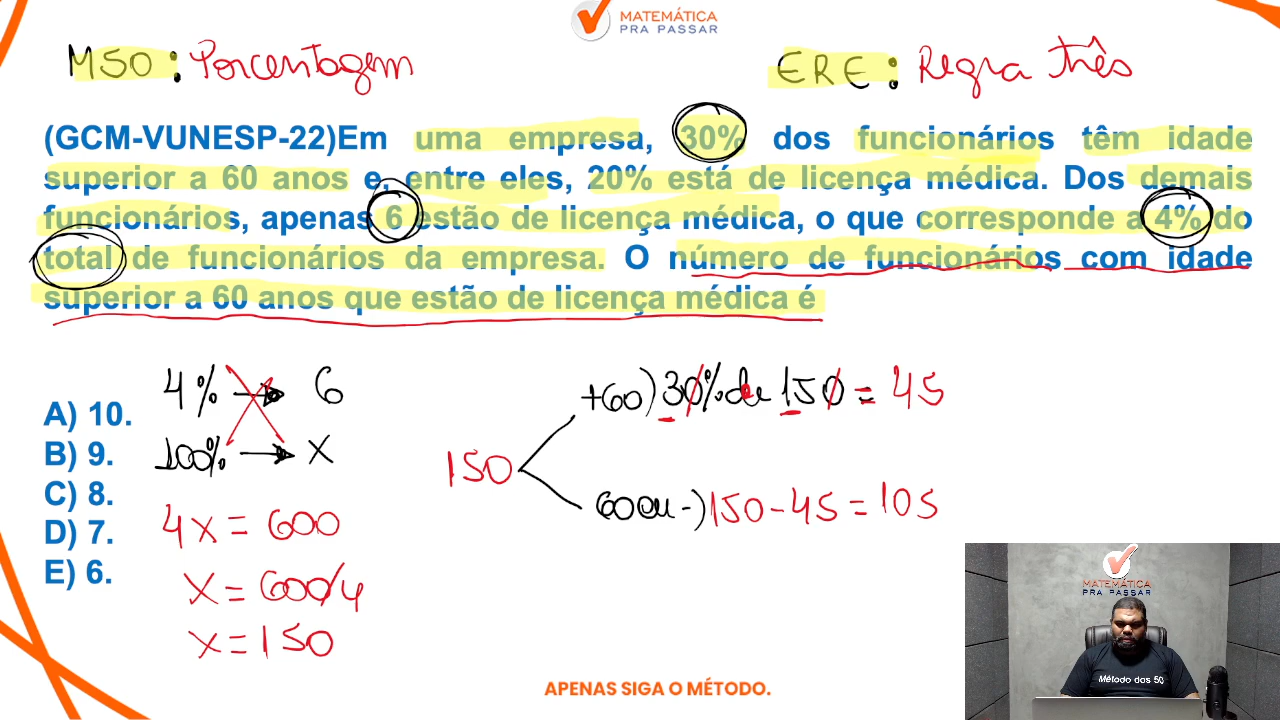 MATEMÁTICA
PRA PASSAR
M50 : Porcentagem
ERE : Regra três
(GCM-VUNESP-22)Em uma empresa, 30% dos funcionários têm idade
superior a 60 anos e, entre eles, 20% está de licença médica. Dos demais
funcionários, apenas 6 estão de licença médica, o que corresponde a 4% do
total de funcionários da empresa. O número de funcionários com idade
superior a 60 anos que estão de licença médica é
A) 10.
B) 9.
C) 8.
D) 7.
E) 6.
4% → 6
100% → x
4x = 600
x = 600/4
x = 150
150
+60) 30% de 150 = 45
60ou-) 150-45 = 105
MATEMÁTICA
PRA PASSAR
Método dos 50
APENAS SIGA O MÉTODO.